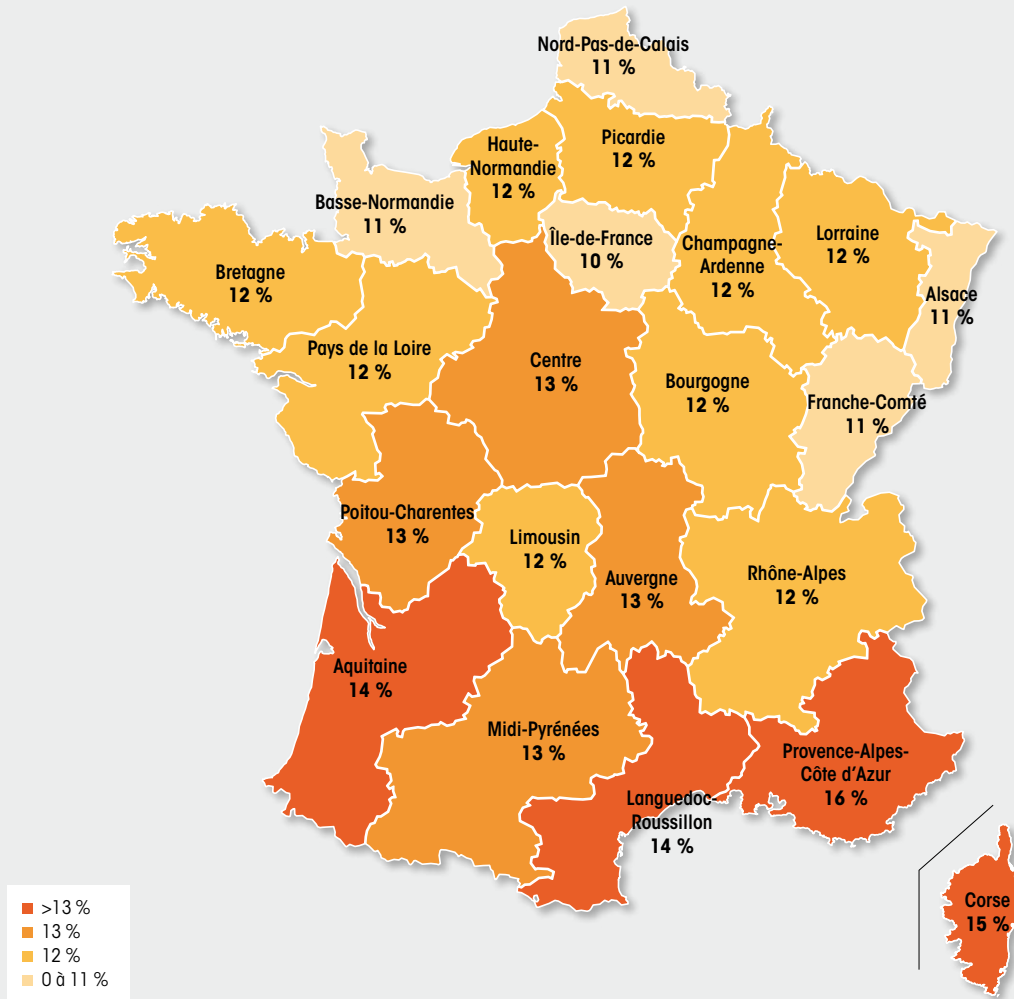 Nord-Pas-de-Calais
11 %
Picardie
12 %
Haute-
Normandie
12 %
Basse-Normandie
11 %
Île-de-France
10 %
Champagne-
Ardenne
12 %
Lorraine
12 %
Alsace
11 %
Bretagne
12 %
Pays de la Loire
12 %
Centre
13 %
Bourgogne
12 %
Franche-Comté
11 %
Poitou-Charentes
13 %
Limousin
12 %
Auvergne
13 %
Rhône-Alpes
12 %
Aquitaine
14 %
Midi-Pyrénées
13 %
Languedoc-
Roussillon
14 %
Provence-Alpes-
Côte d'Azur
16 %
Corse
15 %
>13 %
13 %
12 %
0 à 11 %